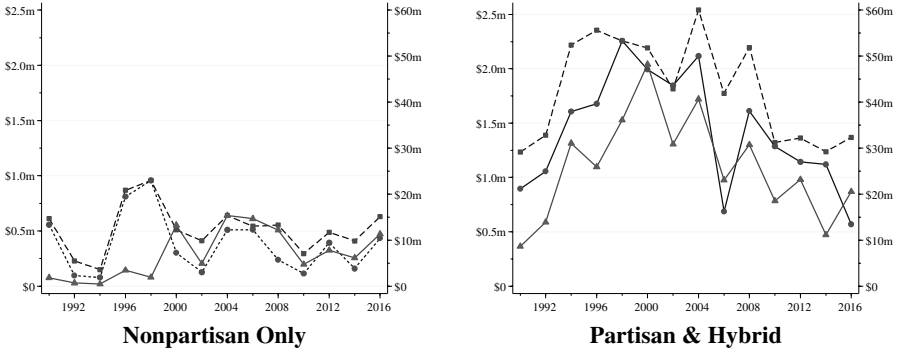 $2.5m
$2.0m
$1.5m
$1.0m
$0.5m
$0
$60m
$50m
$40m
$30m
$20m
$10m
$0
1992 1996 2000 2004 2008 2012 2016
Nonpartisan Only
$2.5m
$2.0m
$1.5m
$1.0m
$0.5m
$0
$60m
$50m
$40m
$30m
$20m
$10m
$0
1992 1996 2000 2004 2008 2012 2016
Partisan & Hybrid